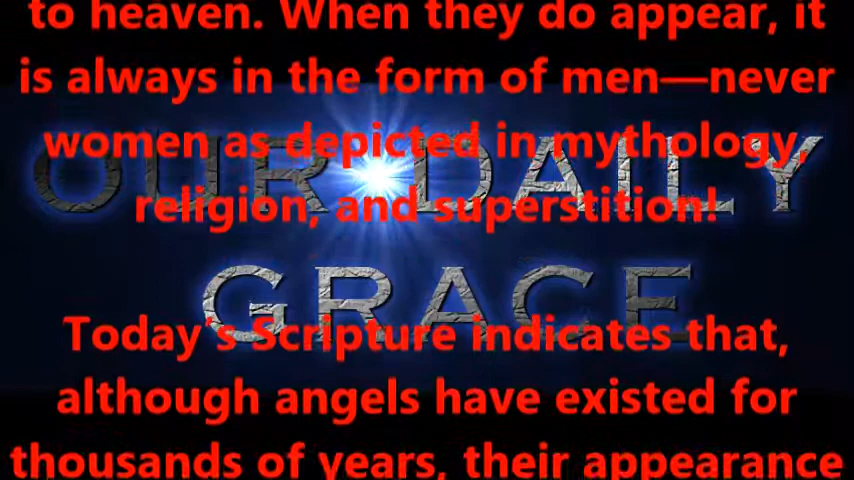 to heaven. When they do appear, it
is always in the form of men—never
women as depicted in mythology,
OUR DAILY
religion, and superstition!
GRACE
Today's Scripture indicates that,
although angels have existed for
thousands of years, their appearance